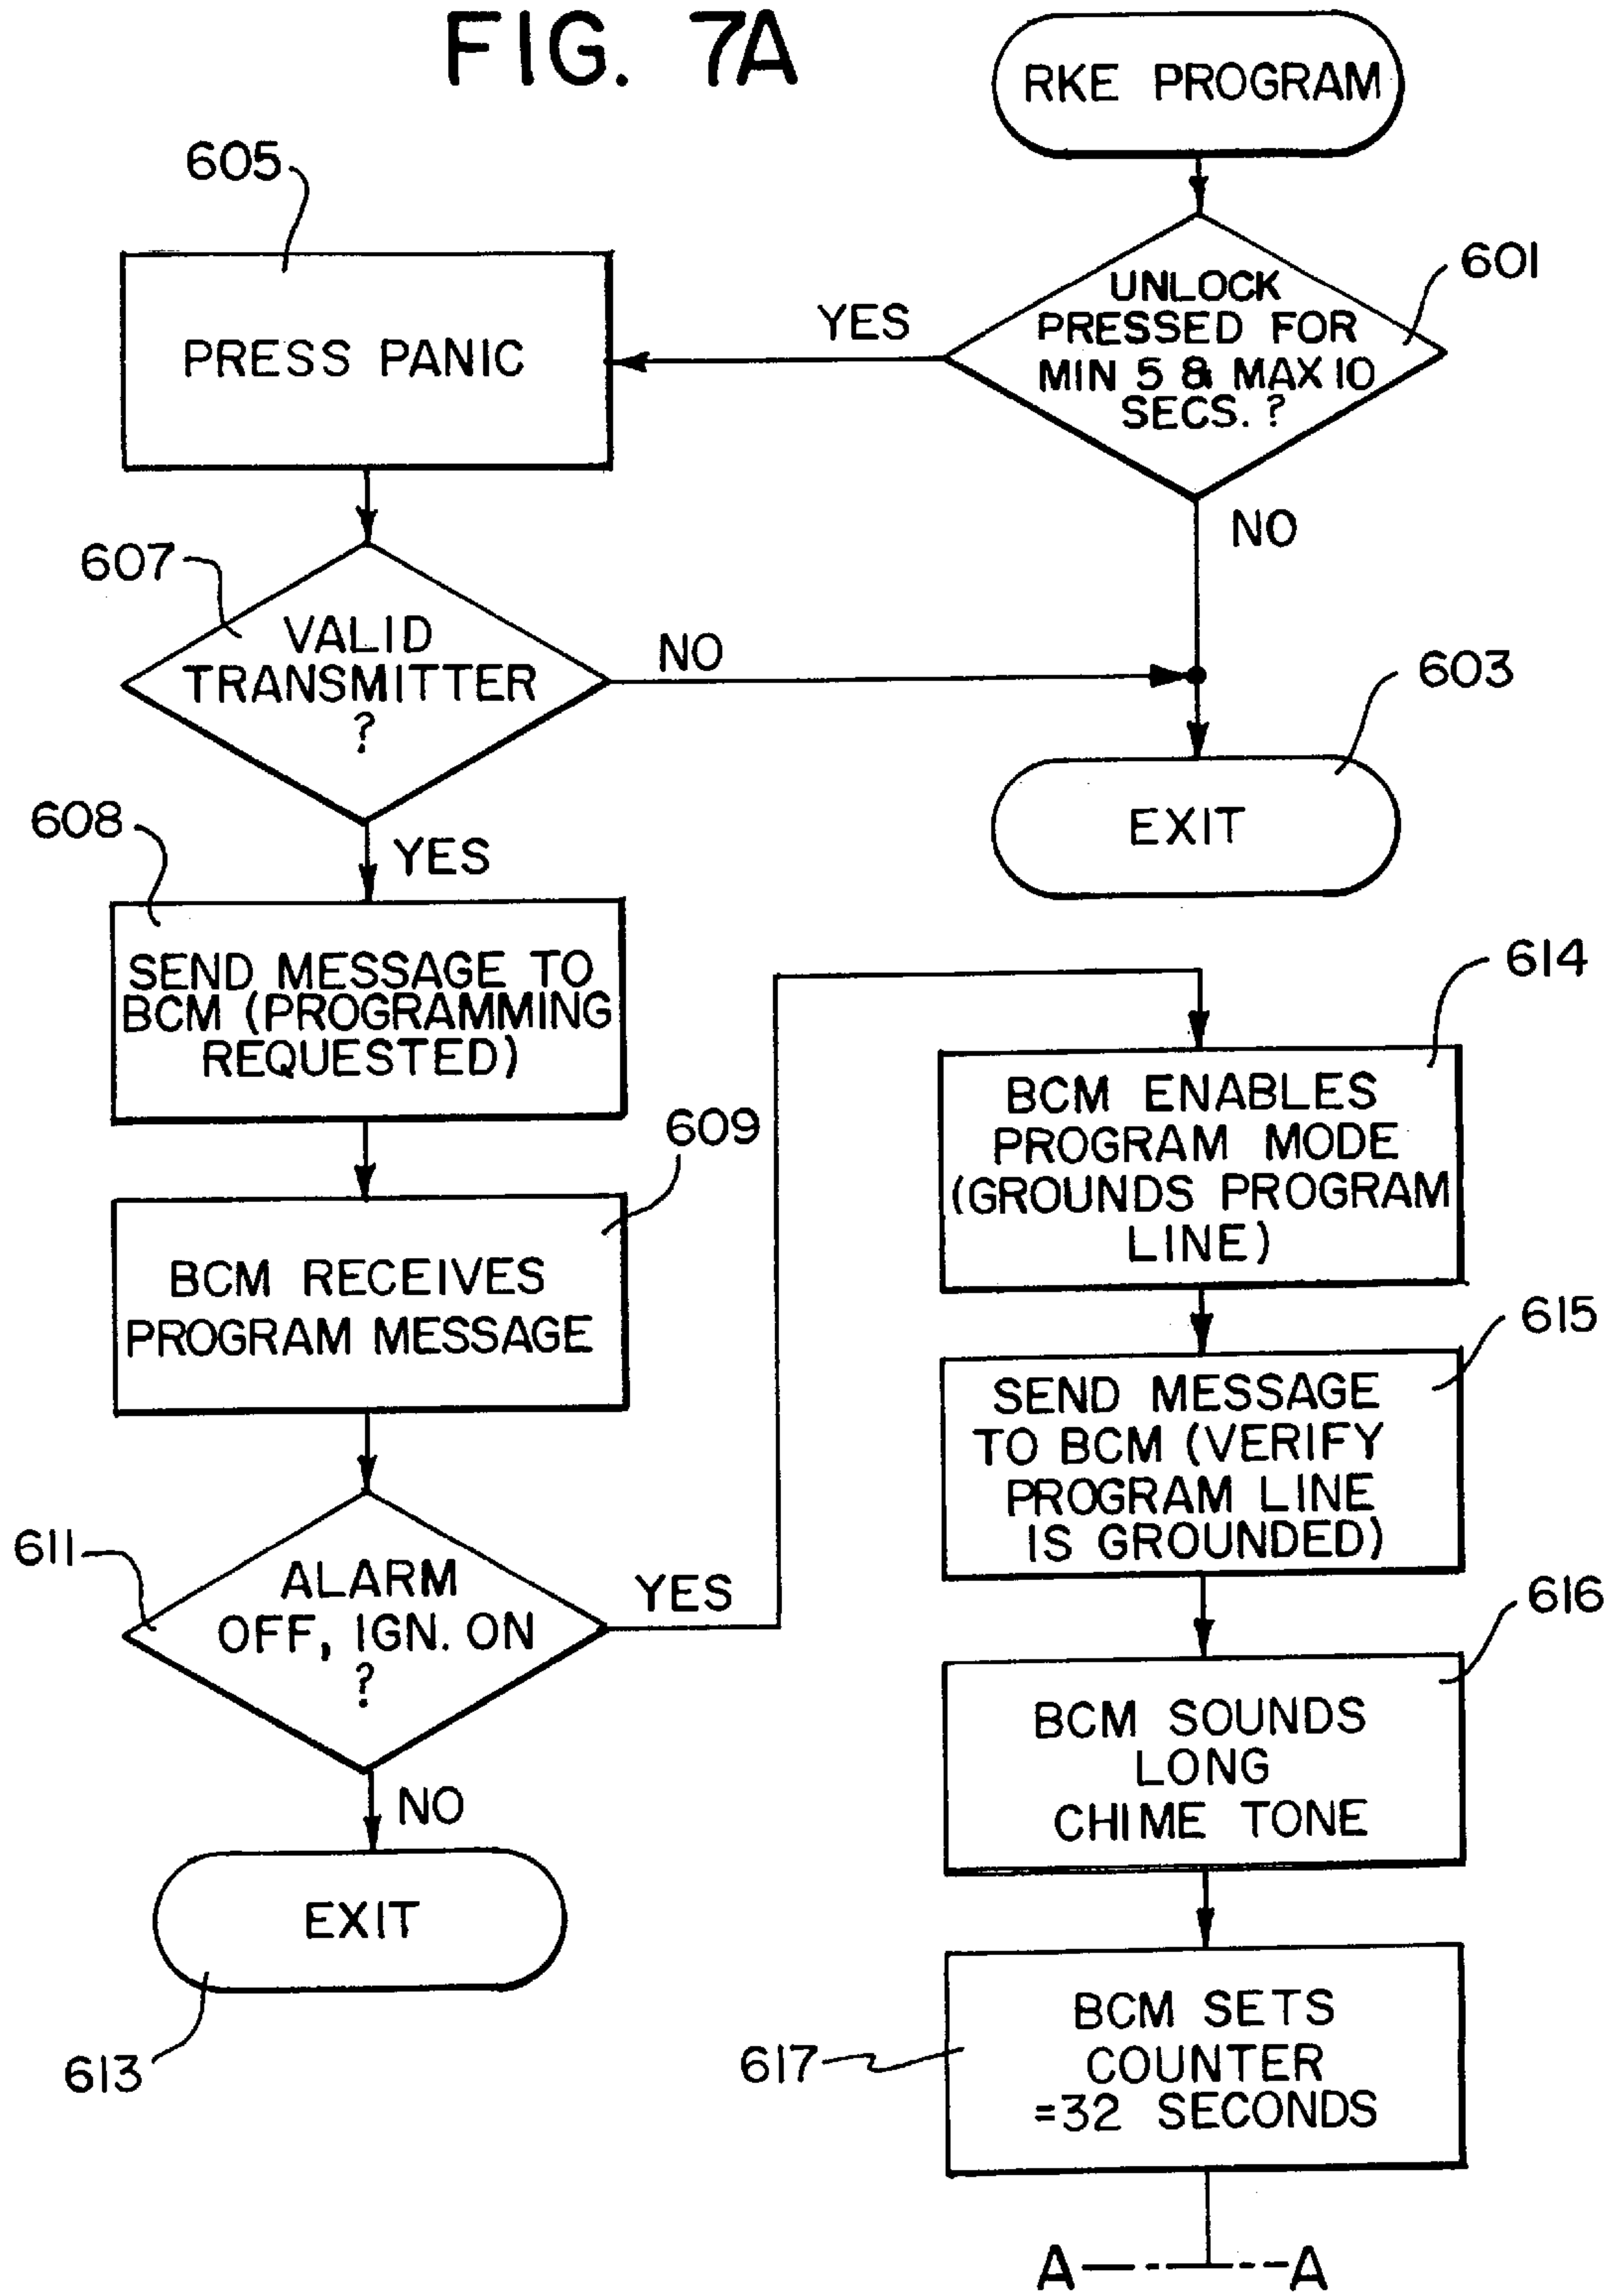 FIG. 7A
RKE PROGRAM
601
UNLOCK
PRESSED FOR
MIN 5 & MAX 10
SECS. ?
YES
NO
605
PRESS PANIC
607
VALID
TRANSMITTER
?
NO
603
EXIT
YES
608
SEND MESSAGE TO
BCM (PROGRAMMING
REQUESTED)
609
BCM RECEIVES
PROGRAM MESSAGE
611
ALARM
OFF, IGN. ON
?
YES
NO
EXIT
613
614
BCM ENABLES
PROGRAM MODE
(GROUNDS PROGRAM
LINE)
615
SEND MESSAGE
TO BCM (VERIFY
PROGRAM LINE
IS GROUNDED)
616
BCM SOUNDS
LONG
CHIME TONE
617
BCM SETS
COUNTER
=32 SECONDS
A A